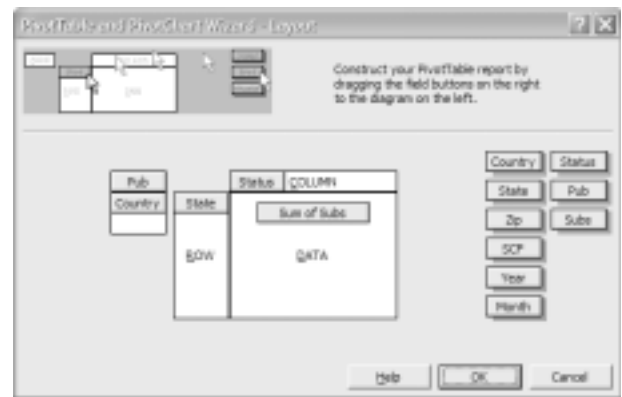 PivotTable and PivotChart Wizard - Layout
Construct your PivotTable report by
dragging the field buttons on the right
to the diagram on the left.
Pub
Country
State
Status
COLUMN
Sum of Subs
ROW
DATA
Country
Status
State
Pub
Zip
Subs
SCF
Year
Month
Help
OK
Cancel